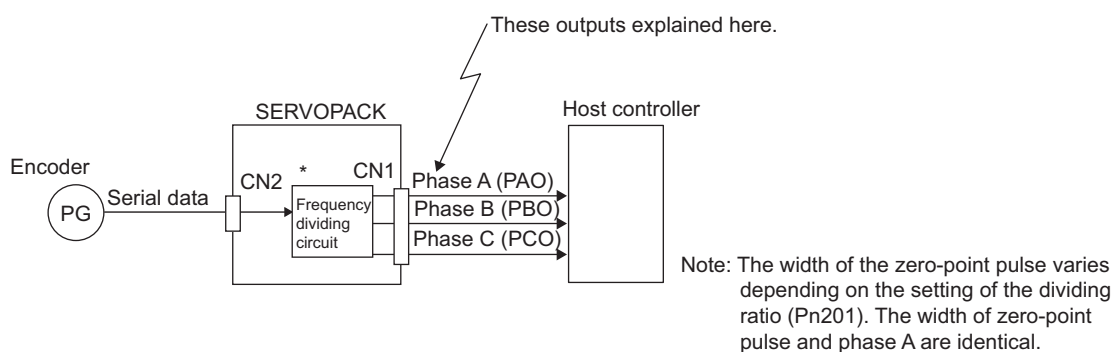 These outputs explained here.
SERVOPACK
Host controller
Encoder
PG
Serial data
CN2
*
CN1
Frequency
dividing
circuit
Phase A (PAO)
Phase B (PBO)
Phase C (PCO)
Note: The width of the zero-point pulse varies
depending on the setting of the dividing
ratio (Pn201). The width of zero-point
pulse and phase A are identical.